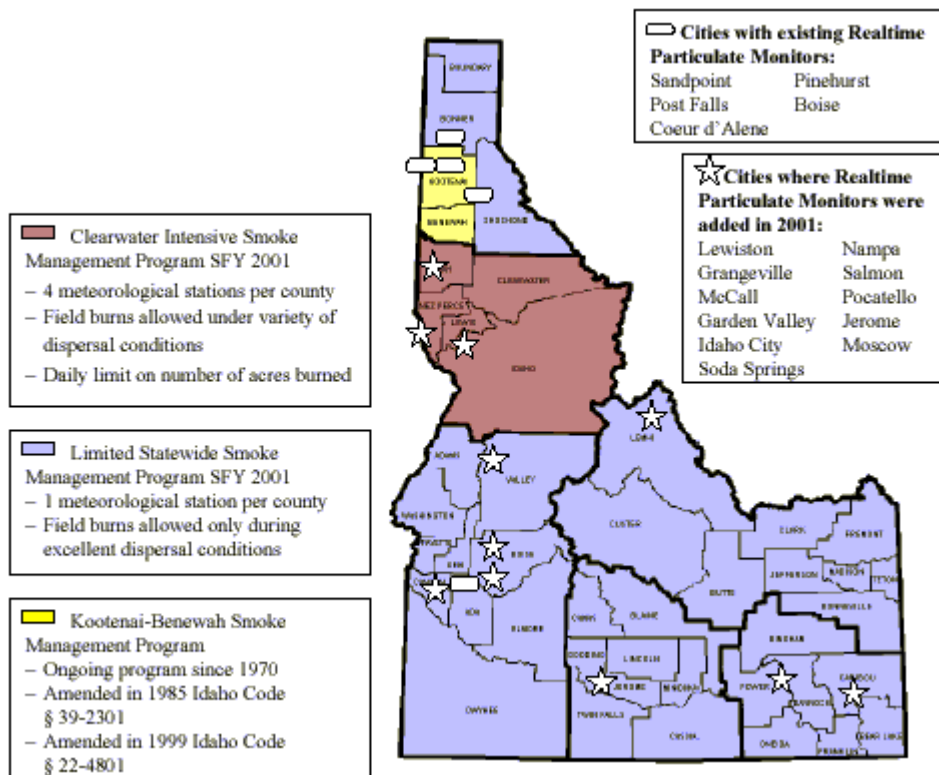 Cities with existing Realtime
Particulate Monitors:
Sandpoint Pinehurst
Post Falls Boise
Coeur d'Alene
Cities where Realtime
Particulate Monitors were
added in 2001:
Lewiston Nampa
Grangeville Salmon
McCall Pocatello
Garden Valley Jerome
Idaho City Moscow
Soda Springs
Clearwater Intensive Smoke
Management Program SFY 2001
– 4 meteorological stations per county
– Field burns allowed under variety of
dispersal conditions
– Daily limit on number of acres burned
Limited Statewide Smoke
Management Program SFY 2001
– 1 meteorological station per county
– Field burns allowed only during
excellent dispersal conditions
Kootenai-Benewah Smoke
Management Program
– Ongoing program since 1970
– Amended in 1985 Idaho Code
§ 39-2301
– Amended in 1999 Idaho Code
§ 22-4801
BOUNDARY
BONNER
KOOTENAI
BENEWAH
SHOSHONE
CLEARWATER
NEZ PERCE
LEWIS
IDAHO
LEMHI
ADAMS
VALLEY
WASHINGTON
CUSTER
CLARK
FREMONT
GEM
BOISE
JEFFERSON
MADISON
TETON
BUTTE
ADA
ELMORE
CAMAS
BLAINE
BONNEVILLE
BINGHAM
GOODING
LINCOLN
JEROME
MINIDOKA
POWER
CARIBOU
BANNOCK
OWYHEE
TWIN FALLS
CASSIA
ONEIDA
FRANKLIN
BEAR LAKE